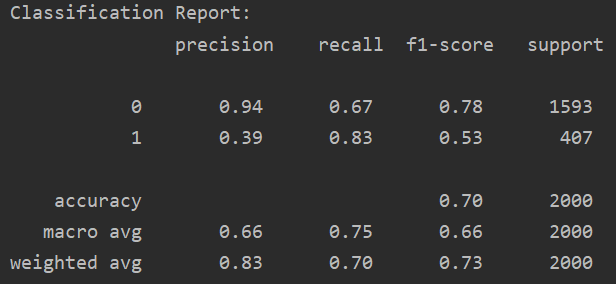 Classification Report:
precision recall f1-score support
0 0.94 0.67 0.78 1593
1 0.39 0.83 0.53 407
accuracy 0.70 2000
macro avg 0.66 0.75 0.66 2000
weighted avg 0.83 0.70 0.73 2000